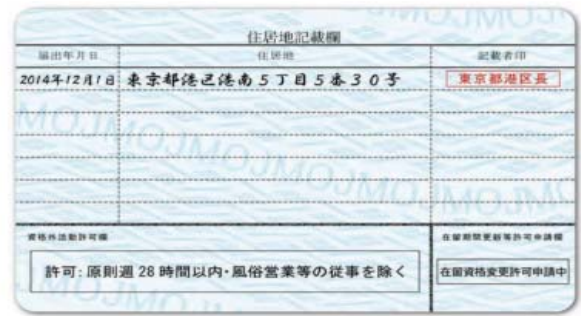 住居地記載欄
届出年月日 住居地 記載者印
2014年12月1日 東京都港区港南5丁目5番30号 東京都港区長
資格外活動許可欄 在留期間更新等許可申請欄
許可：原則週28時間以内・風俗営業等の従事を除く 在留資格変更許可申請中
MOJMOJMOJMOJMOJ